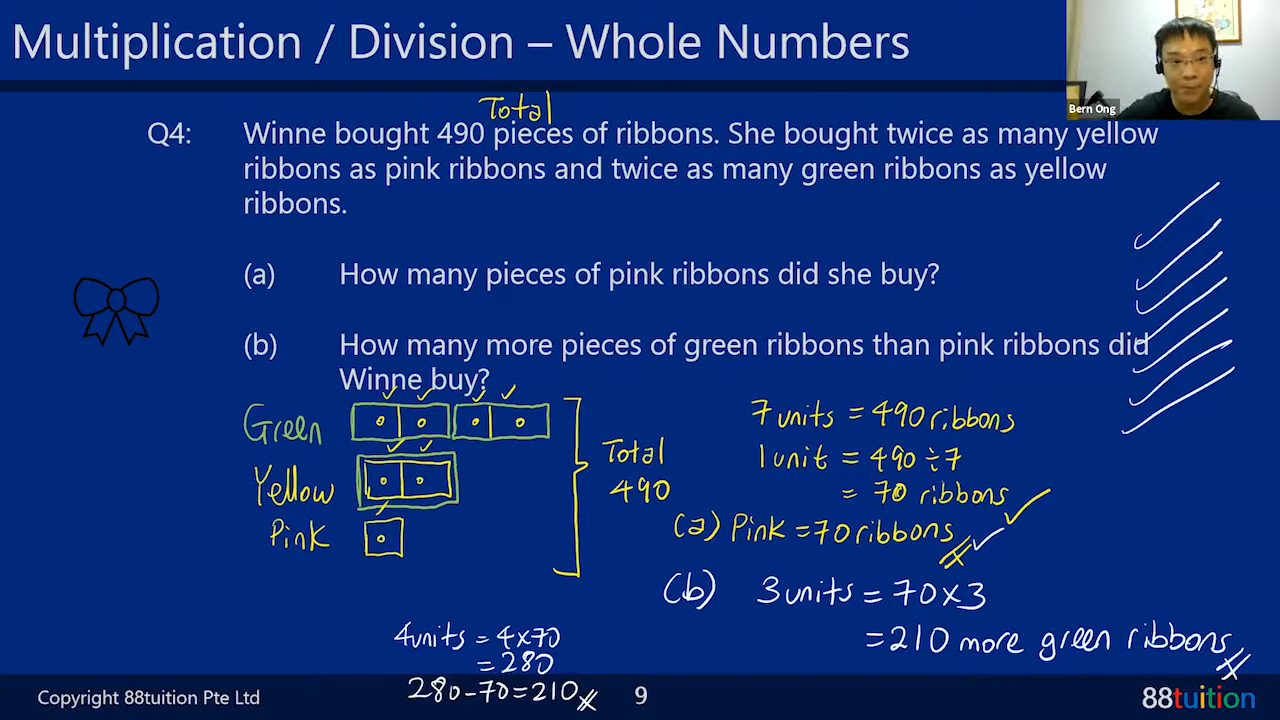 Multiplication / Division – Whole Numbers
Bern Ong
Total
Q4: Winne bought 490 pieces of ribbons. She bought twice as many yellow
ribbons as pink ribbons and twice as many green ribbons as yellow
ribbons.
(a) How many pieces of pink ribbons did she buy?
(b) How many more pieces of green ribbons than pink ribbons did
Winne buy?
Green
Yellow
Pink
Total
490
7 units = 490 ribbons
1 unit = 490 ÷ 7
= 70 ribbons
(a) Pink = 70 ribbons
(b) 3 units = 70 × 3
= 210 more green ribbons
4 units = 4 × 70
= 280
280 - 70 = 210
Copyright 88tuition Pte Ltd
9
88tuition